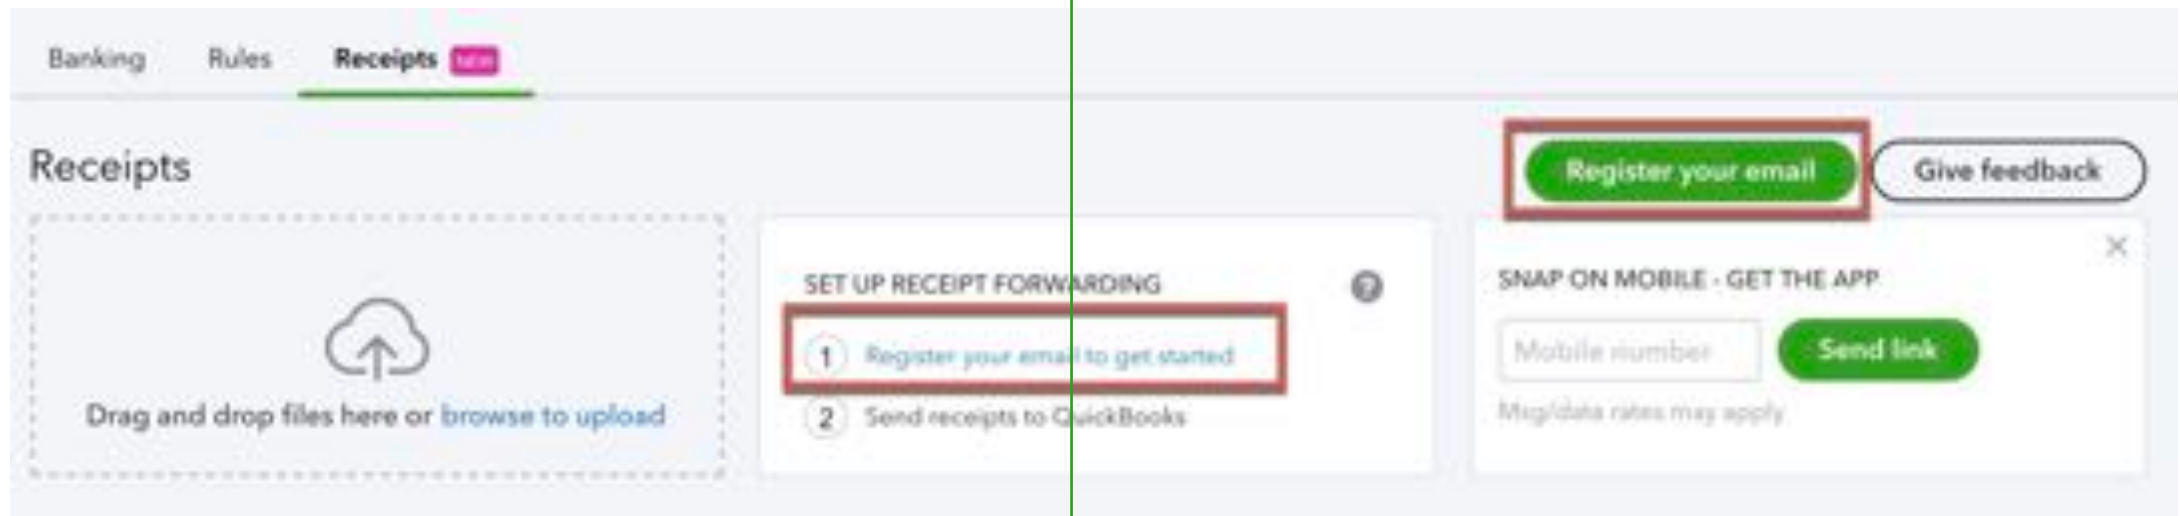 Banking Rules Receipts NEW
Receipts
Register your email
Give feedback
Drag and drop files here or browse to upload
SET UP RECEIPT FORWARDING ?
1 Register your email to get started
2 Send receipts to QuickBooks
SNAP ON MOBILE - GET THE APP
Mobile number Send link
Msg/data rates may apply